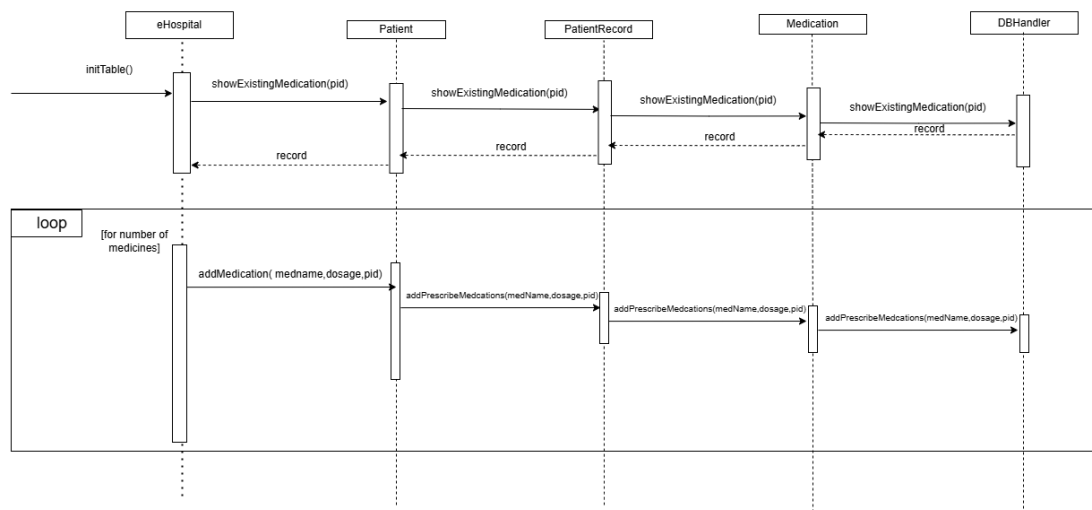 eHospital
Patient
PatientRecord
Medication
DBHandler
initTable()
showExistingMedication(pid)
showExistingMedication(pid)
showExistingMedication(pid)
showExistingMedication(pid)
record
record
record
record
loop
[for number of
medicines]
addMedication( medname,dosage,pid)
addPrescribeMedcations(medName,dosage,pid)
addPrescribeMedcations(medName,dosage,pid)
addPrescribeMedcations(medName,dosage,pid)